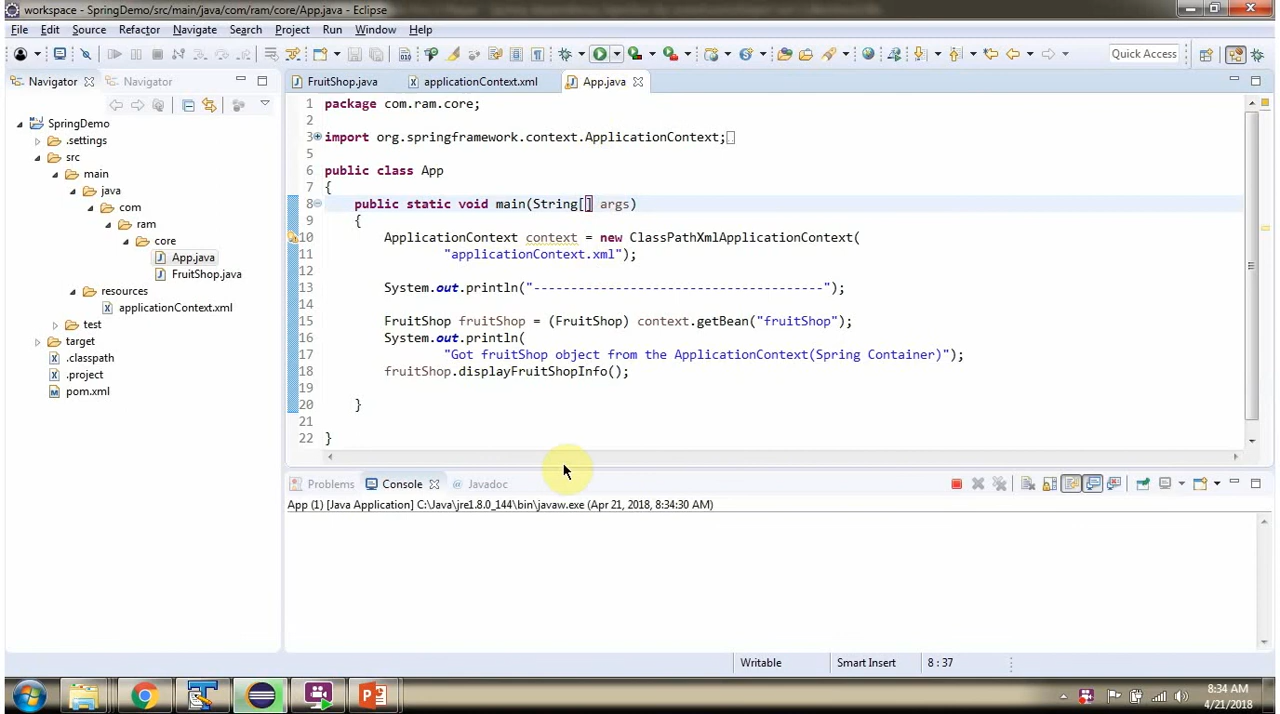 workspace - SpringDemo/src/main/java/com/ram/core/App.java - Eclipse
File Edit Source Refactor Navigate Search Project Run Window Help
Quick Access
Navigator
Navigator
SpringDemo
.settings
src
main
java
com
ram
core
App.java
FruitShop.java
resources
applicationContext.xml
test
target
.classpath
.project
pom.xml
FruitShop.java applicationContext.xml App.java
1 package com.ram.core;
2
3 import org.springframework.context.ApplicationContext;
5
6 public class App
7 {
8 public static void main(String[] args)
9 {
10 ApplicationContext context = new ClassPathXmlApplicationContext(
11 "applicationContext.xml");
12
13 System.out.println("---------------------------------------");
14
15 FruitShop fruitShop = (FruitShop) context.getBean("fruitShop");
16 System.out.println(
17 "Got fruitShop object from the ApplicationContext(Spring Container)");
18 fruitShop.displayFruitShopInfo();
19
20 }
21
22 }
Problems Console Javadoc
App (1) [Java Application] C:\Java\jre1.8.0_144\bin\javaw.exe (Apr 21, 2018, 8:34:30 AM)
Writable Smart Insert 8 : 37
8:34 AM
4/21/2018